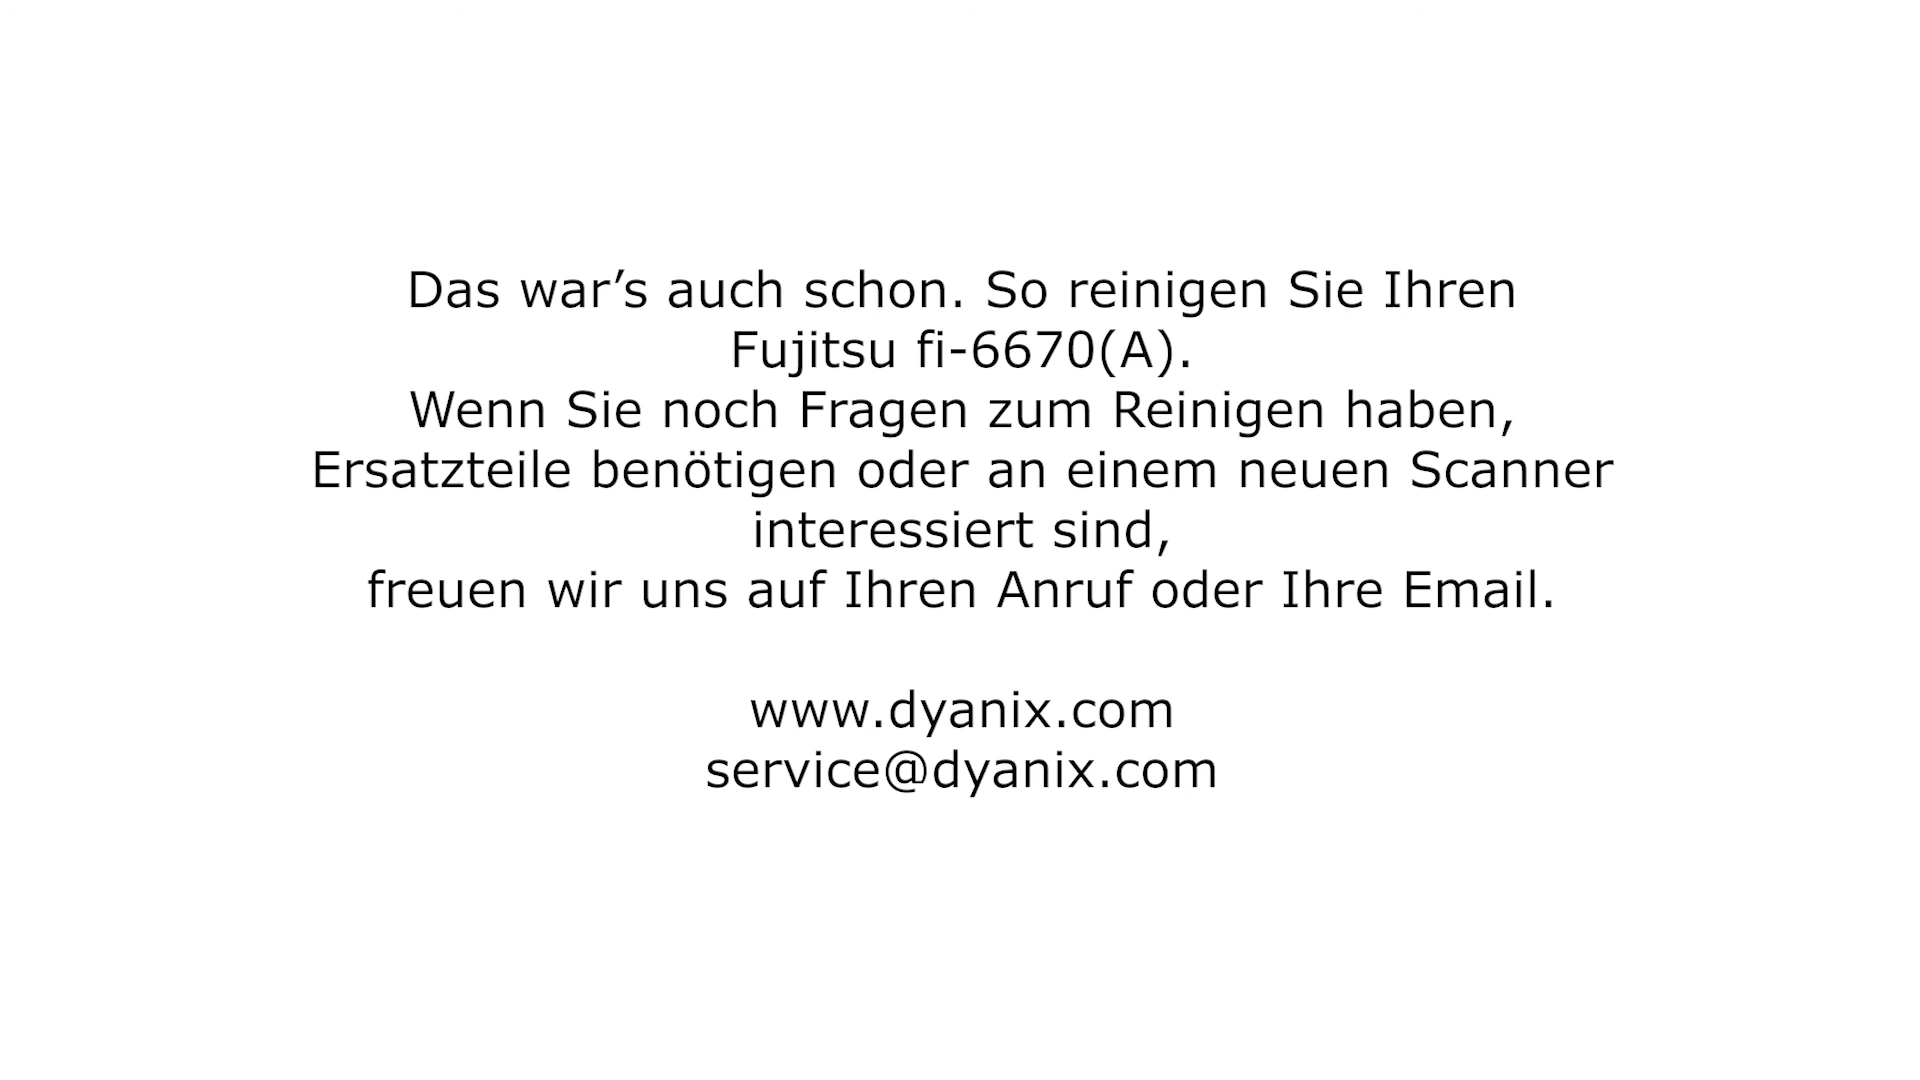 Das war’s auch schon. So reinigen Sie Ihren
Fujitsu fi-6670(A).
Wenn Sie noch Fragen zum Reinigen haben,
Ersatzteile benötigen oder an einem neuen Scanner
interessiert sind,
freuen wir uns auf Ihren Anruf oder Ihre Email.
www.dyanix.com
service@dyanix.com